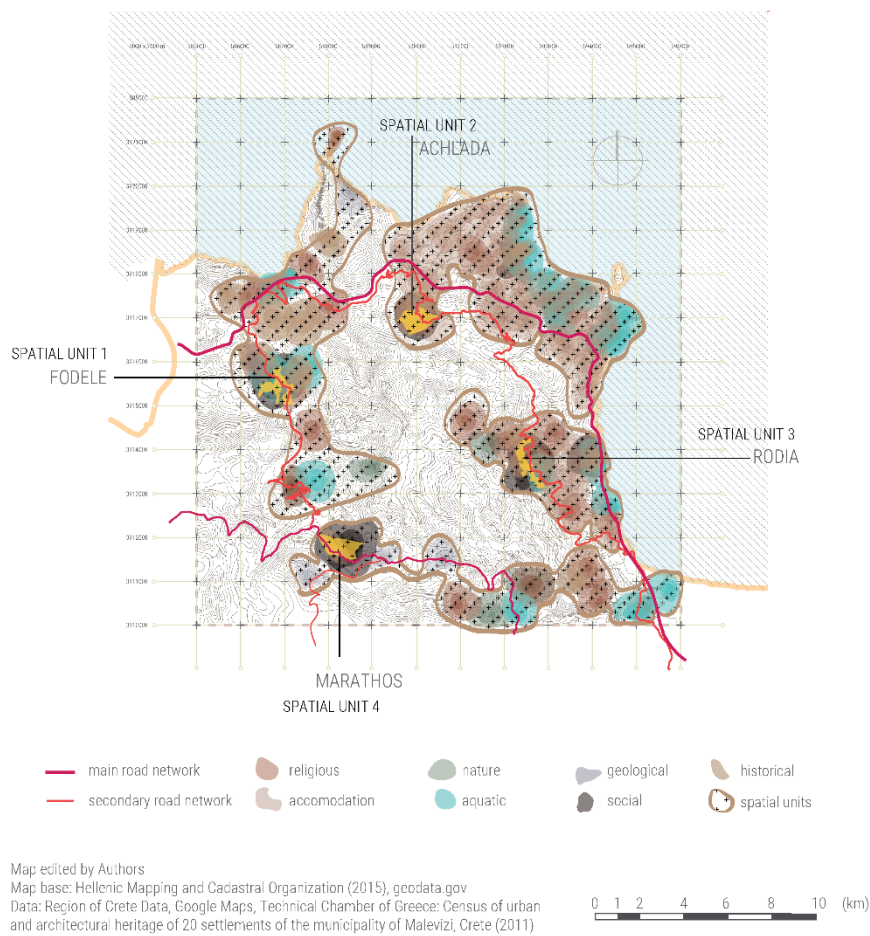 SPATIAL UNIT 2
ACHLADA
SPATIAL UNIT 1
FODELE
SPATIAL UNIT 3
RODIA
MARATHOS
SPATIAL UNIT 4
main road network
religious
nature
geological
historical
secondary road network
accomodation
aquatic
social
spatial units
Map edited by Authors
Map base: Hellenic Mapping and Cadastral Organization (2015), geodata.gov
Data: Region of Crete Data, Google Maps, Technical Chamber of Greece: Census of urban
and architectural heritage of 20 settlements of the municipality of Malevizi, Crete (2011)
0 1 2 4 6 8 10 (km)